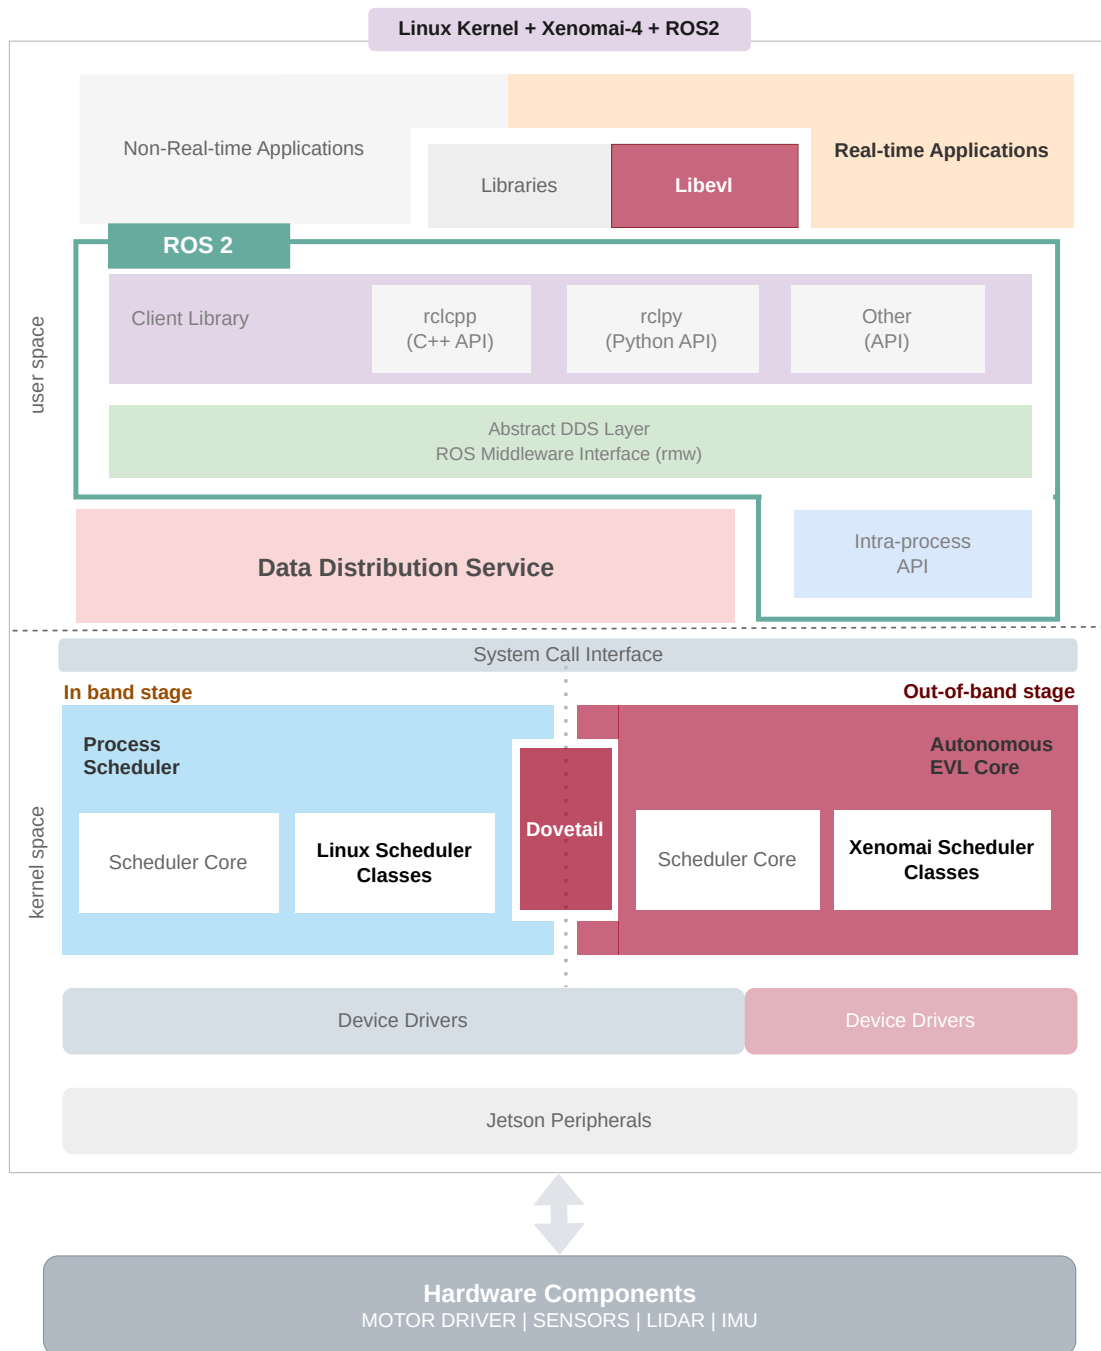 Linux Kernel + Xenomai-4 + ROS2
Non-Real-time Applications
Real-time Applications
Libraries
Libevl
ROS 2
user space
Client Library
rclcpp
(C++ API)
rclpy
(Python API)
Other
(API)
Abstract DDS Layer
ROS Middleware Interface (rmw)
Data Distribution Service
Intra-process
API
System Call Interface
In band stage
Out-of-band stage
kernel space
Process
Scheduler
Scheduler Core
Linux Scheduler
Classes
Dovetail
Autonomous
EVL Core
Scheduler Core
Xenomai Scheduler
Classes
Device Drivers
Device Drivers
Jetson Peripherals
Hardware Components
MOTOR DRIVER | SENSORS | LIDAR | IMU